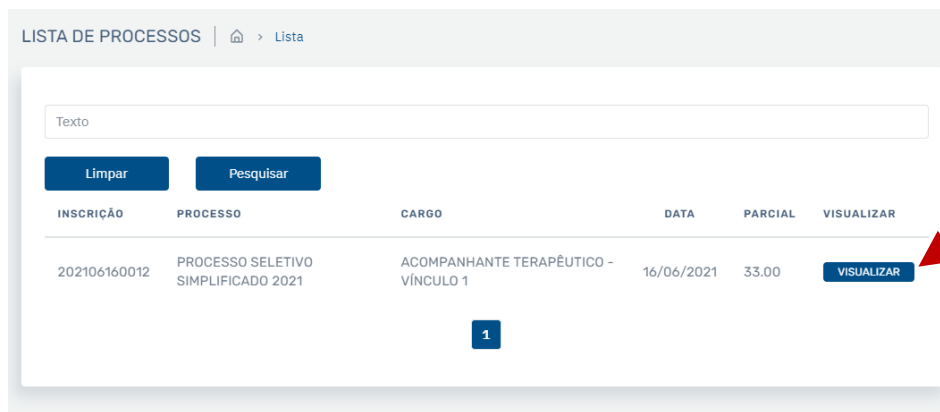 LISTA DE PROCESSOS | > Lista
Texto
Limpar Pesquisar
INSCRIÇÃO PROCESSO CARGO DATA PARCIAL VISUALIZAR
202106160012 PROCESSO SELETIVO SIMPLIFICADO 2021 ACOMPANHANTE TERAPÊUTICO - VÍNCULO 1 16/06/2021 33.00 VISUALIZAR
1